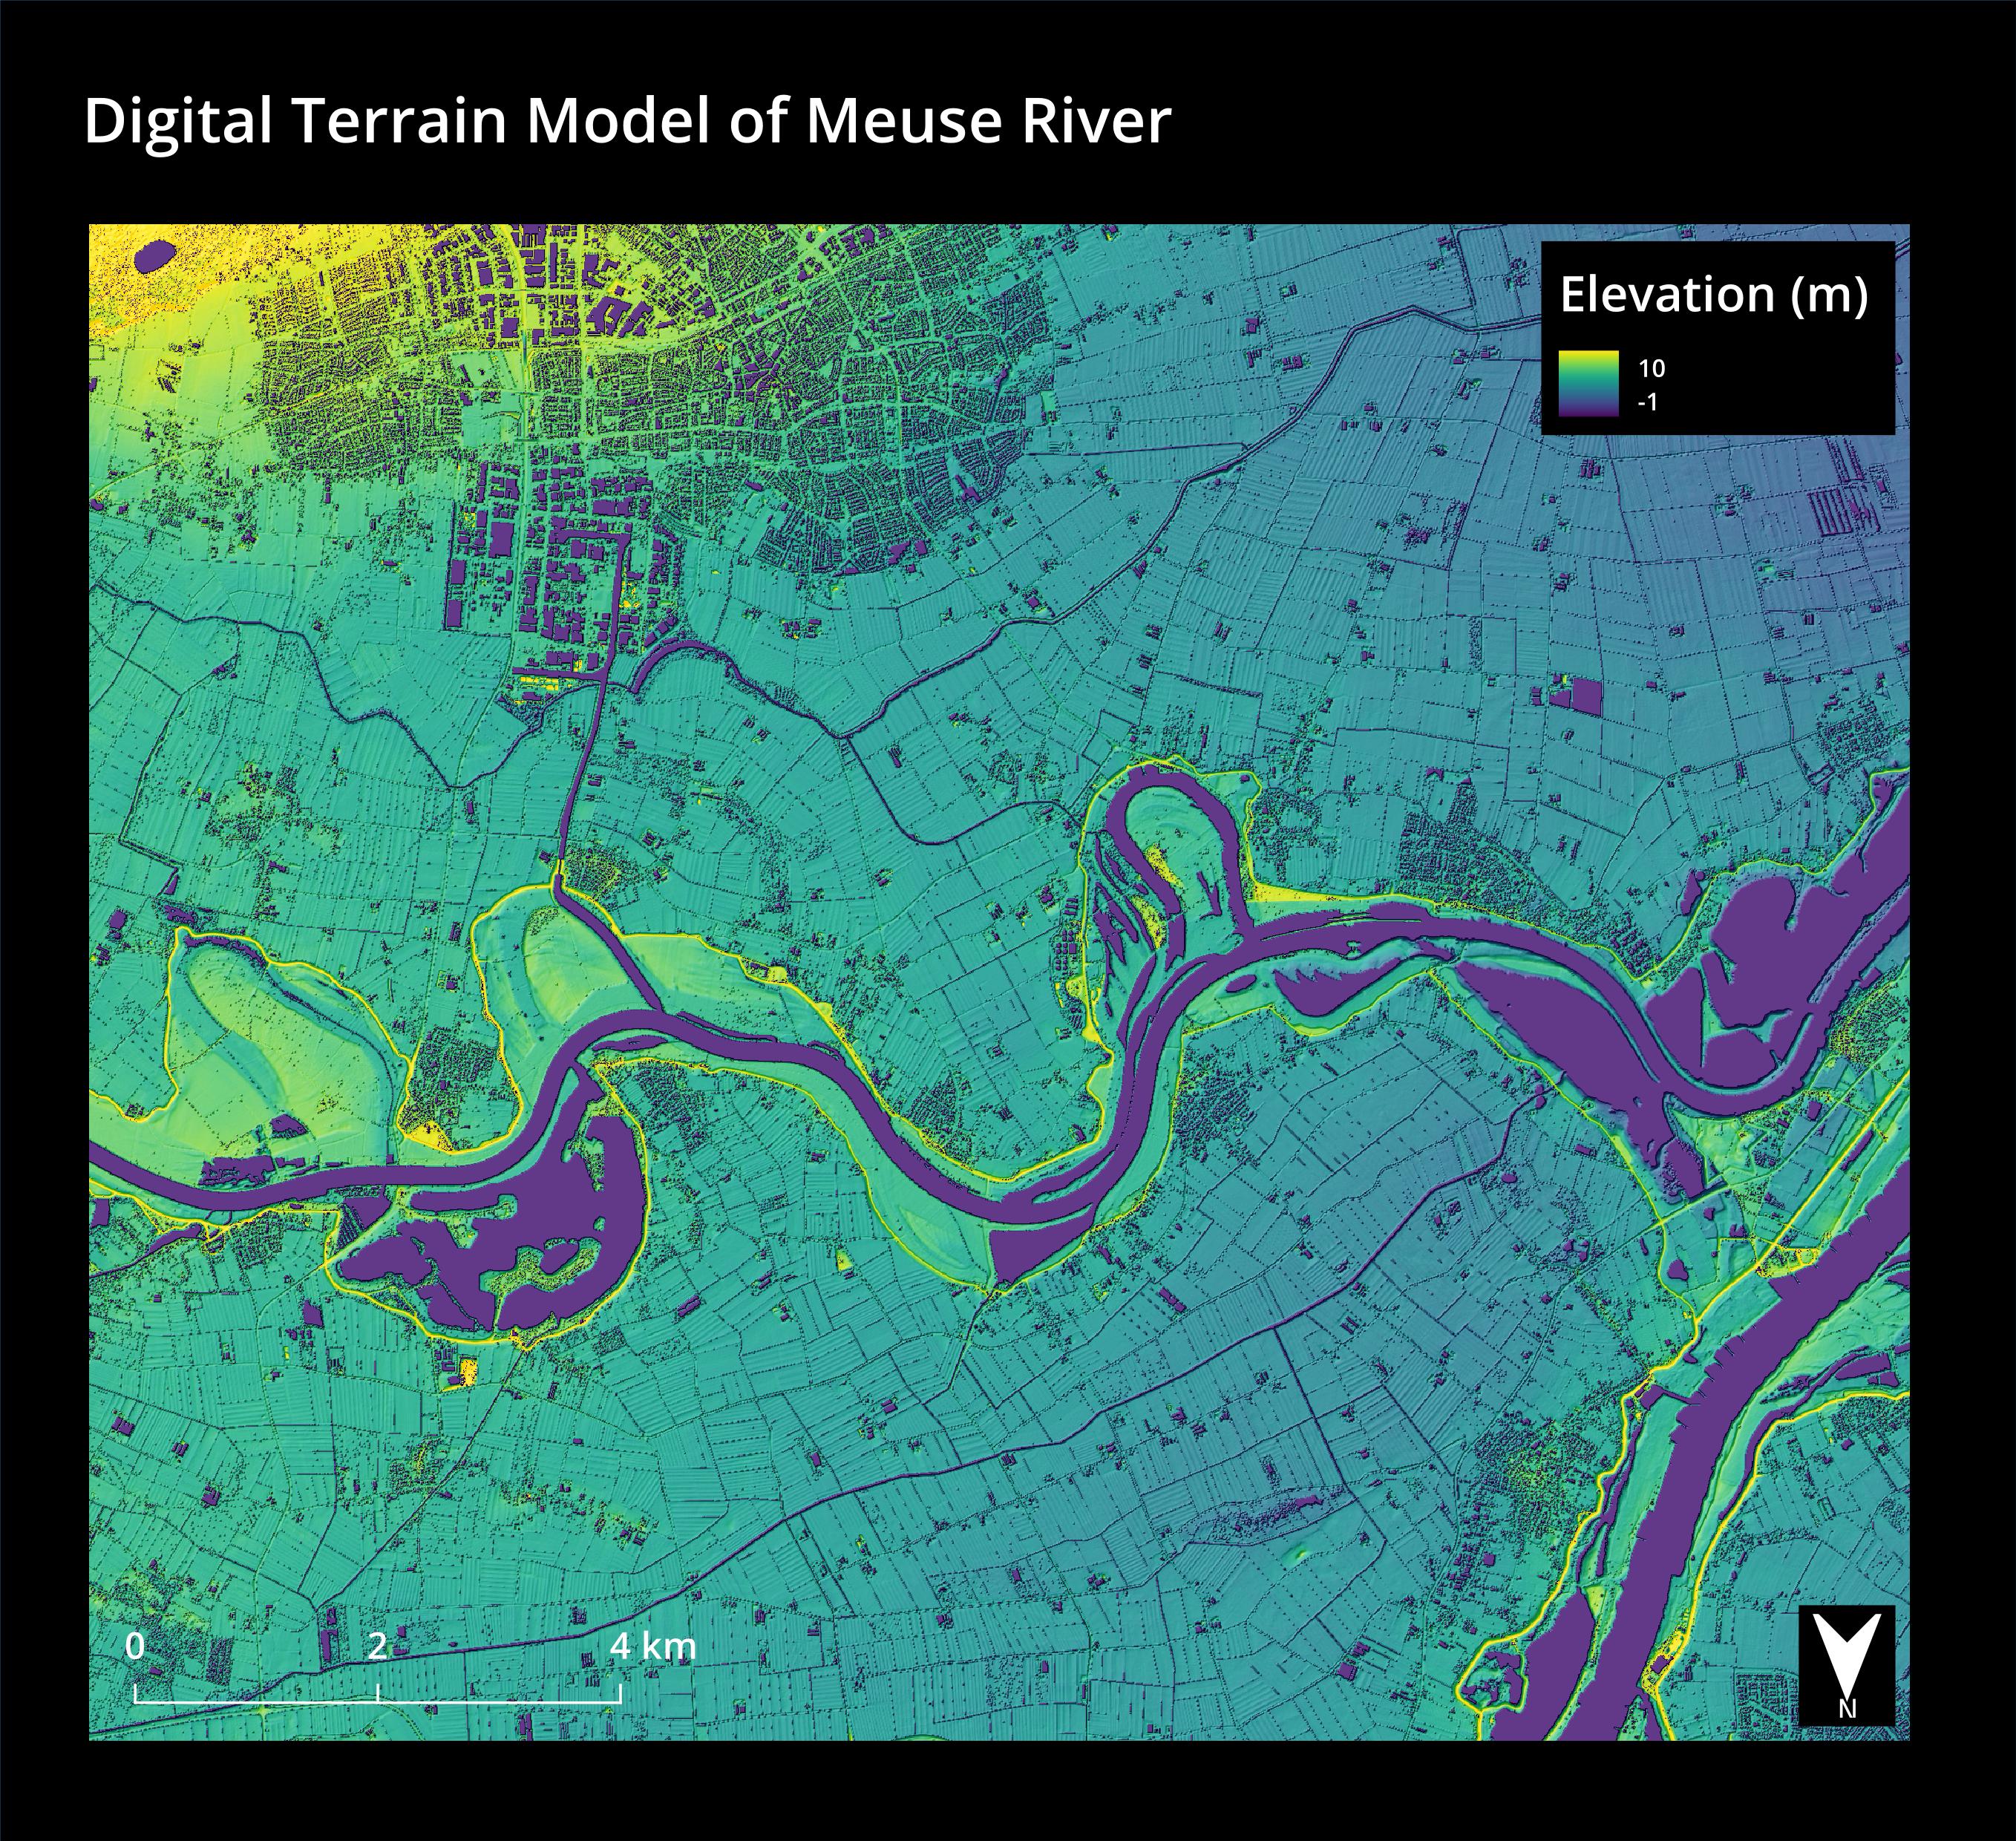 Digital Terrain Model of Meuse River
Elevation (m)
10
-1
0 2 4 km
N